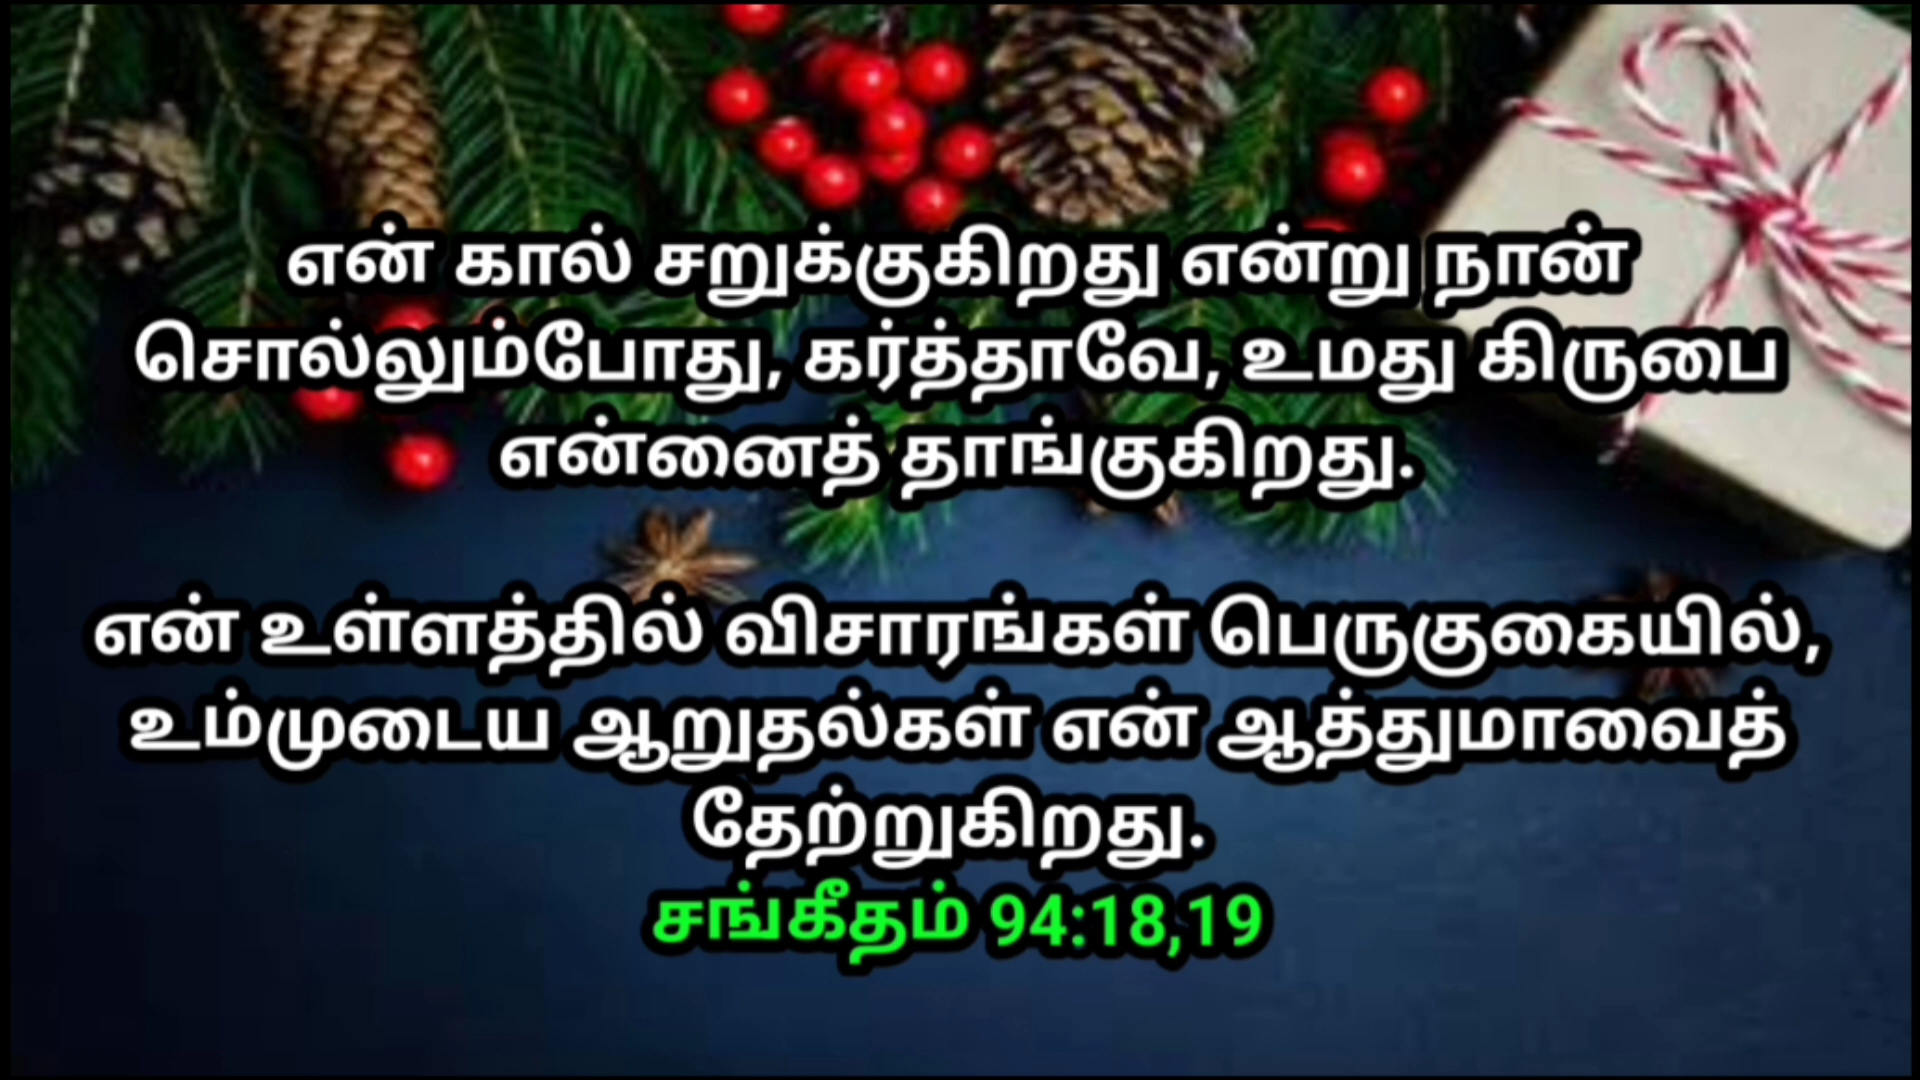 என் கால் சறுக்குகிறது என்று நான்
சொல்லும்போது, கர்த்தாவே, உமது கிருபை
என்னைத் தாங்குகிறது.
என் உள்ளத்தில் விசாரங்கள் பெருகுகையில்,
உம்முடைய ஆறுதல்கள் என் ஆத்துமாவைத்
தேற்றுகிறது.
சங்கீதம் 94:18,19